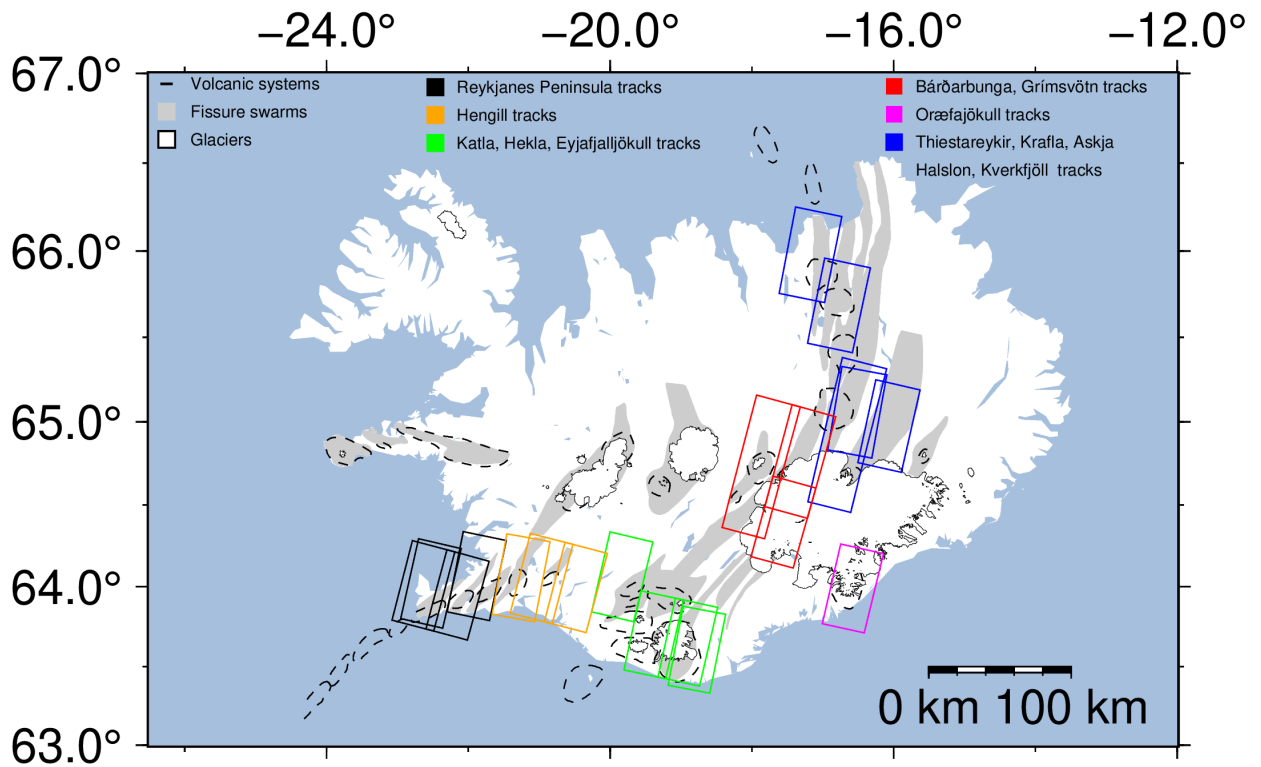 −24.0° −20.0° −16.0° −12.0°
67.0°
66.0°
65.0°
64.0°
63.0°
Volcanic systems
Fissure swarms
Glaciers
Reykjanes Peninsula tracks
Hengill tracks
Katla, Hekla, Eyjafjalljökull tracks
Bárðarbunga, Grímsvötn tracks
Oræfajökull tracks
Thiestareykir, Krafla, Askja
Halslon, Kverkfjöll tracks
0 km 100 km